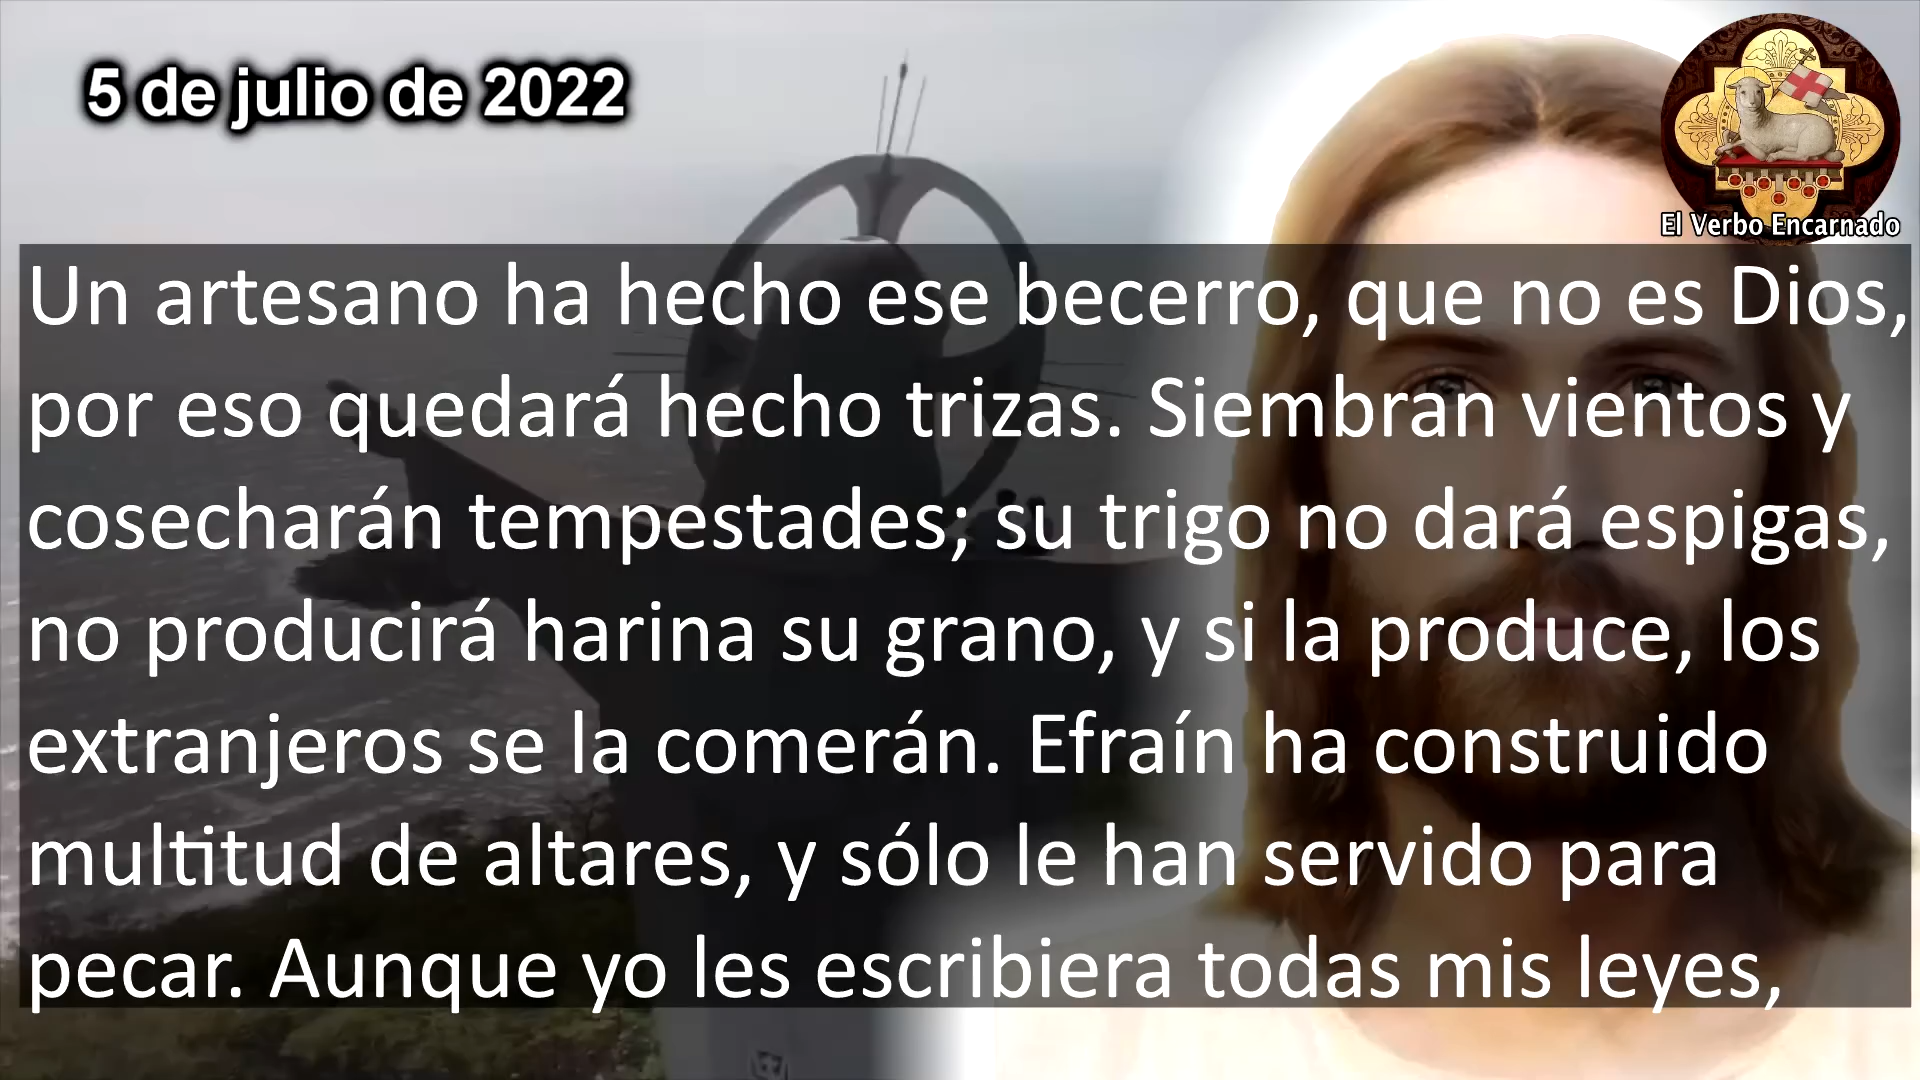 5 de julio de 2022
El Verbo Encarnado
Un artesano ha hecho ese becerro, que no es Dios,
por eso quedará hecho trizas. Siembran vientos y
cosecharán tempestades; su trigo no dará espigas,
no producirá harina su grano, y si la produce, los
extranjeros se la comerán. Efraín ha construido
multitud de altares, y sólo le han servido para
pecar. Aunque yo les escribiera todas mis leyes,